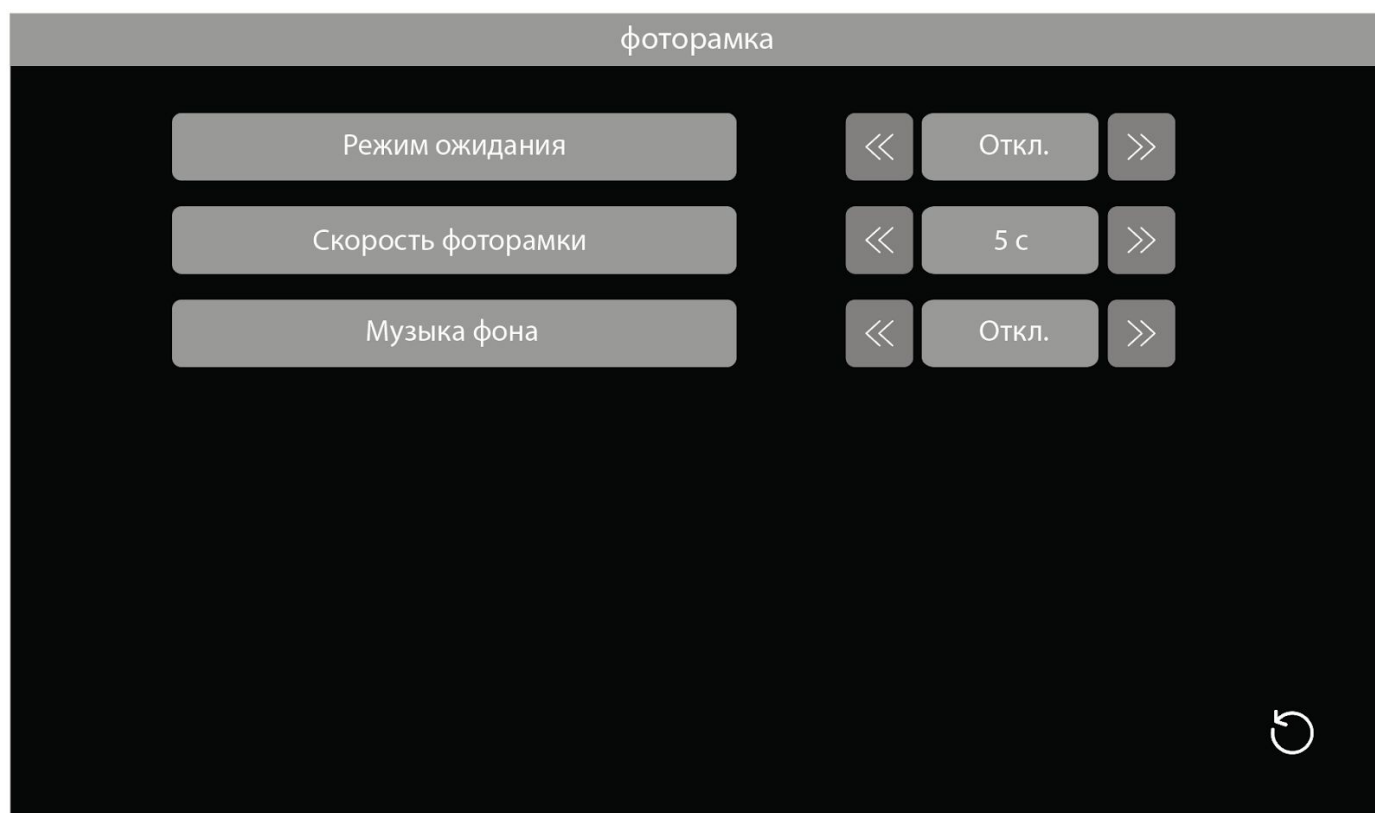 фоторамка
Режим ожидания Откл.
Скорость фоторамки 5 с
Музыка фона Откл.